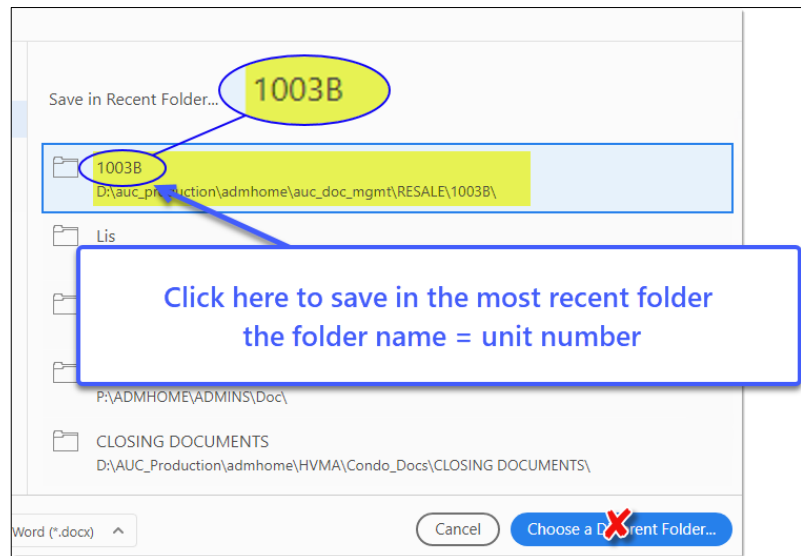 Save in Recent Folder...
1003B
1003B
D:\auc_production\admhome\auc_doc_mgmt\RESALE\1003B\
Lis
Click here to save in the most recent folder
the folder name = unit number
P:\ADMHOME\ADMINS\Doc\
CLOSING DOCUMENTS
D:\AUC_Production\admhome\HVMA\Condo_Docs\CLOSING DOCUMENTS\
Word (*.docx)
Cancel
Choose a Different Folder...